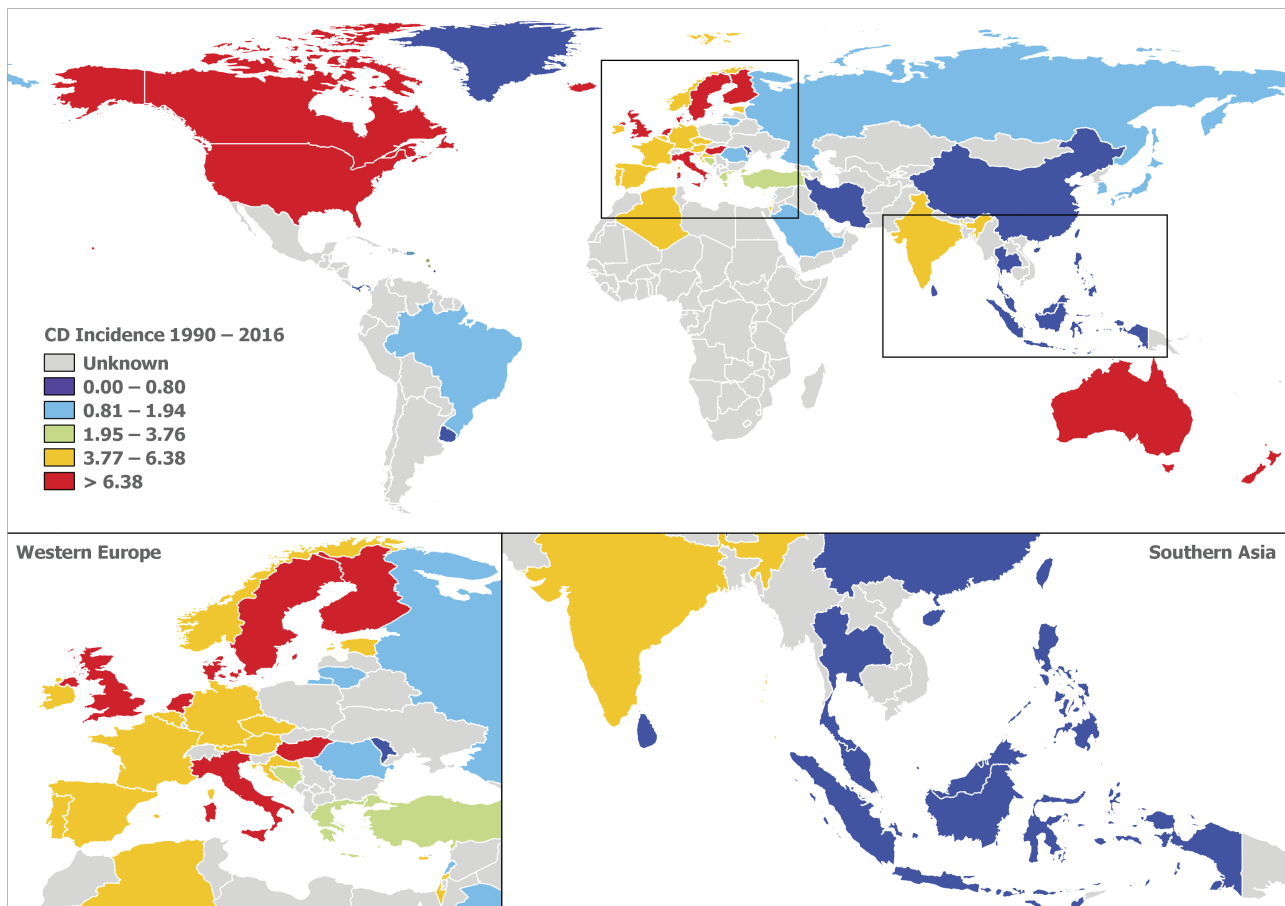 CD Incidence 1990 – 2016
Unknown
0.00 – 0.80
0.81 – 1.94
1.95 – 3.76
3.77 – 6.38
> 6.38
Western Europe
Southern Asia